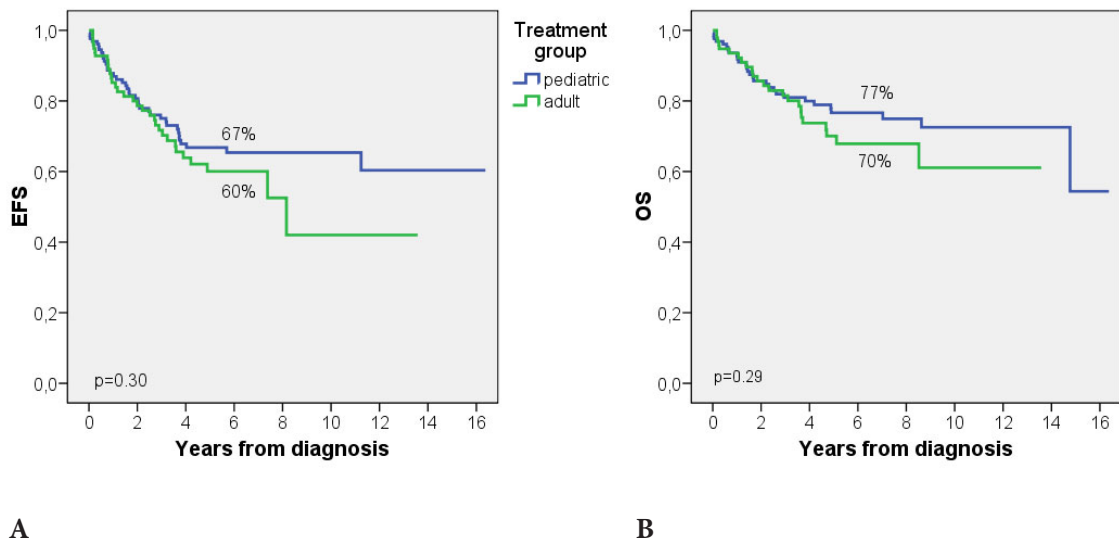 1,0
0,8
0,6
0,4
0,2
0,0
EFS
67%
60%
p=0.30
0 2 4 6 8 10 12 14 16
Years from diagnosis
Treatment
group
pediatric
adult
1,0
0,8
0,6
0,4
0,2
0,0
OS
77%
70%
p=0.29
0 2 4 6 8 10 12 14 16
Years from diagnosis
A
B